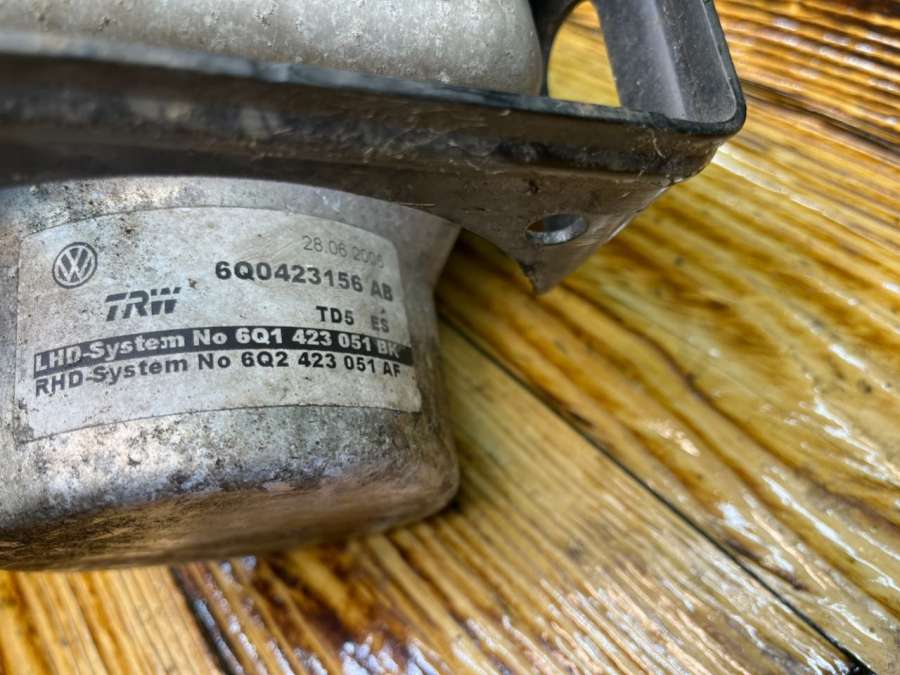 28.06.2006
6Q0423156 AB
TRW
TD5 ES
LHD-System No 6Q1 423 051 BK
RHD-System No 6Q2 423 051 AF